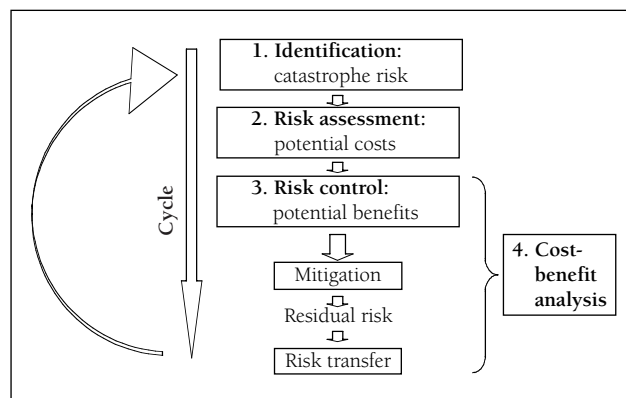 1. Identification:
catastrophe risk
2. Risk assessment:
potential costs
3. Risk control:
potential benefits
Mitigation
Residual risk
Risk transfer
Cycle
4. Cost-
benefit
analysis